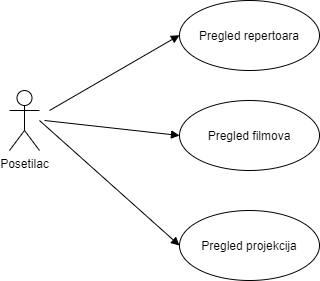 Pregled repertoara
Pregled filmova
Posetilac
Pregled projekcija